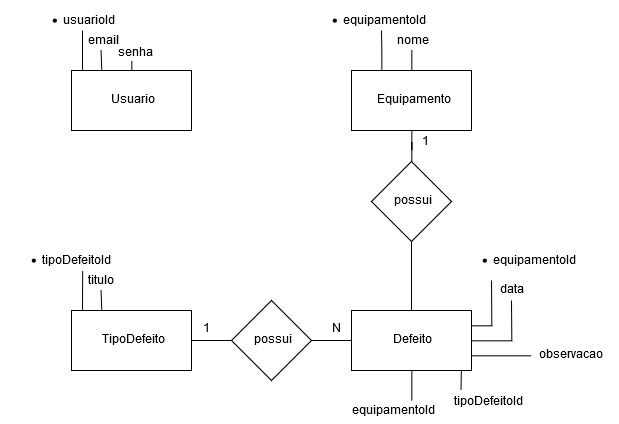 • usuarioId
email
senha
Usuario
• equipamentoId
nome
Equipamento
1
possui
• tipoDefeitoId
titulo
TipoDefeito
1
possui
N
• equipamentoId
data
Defeito
observacao
equipamentoId
tipoDefeitoId